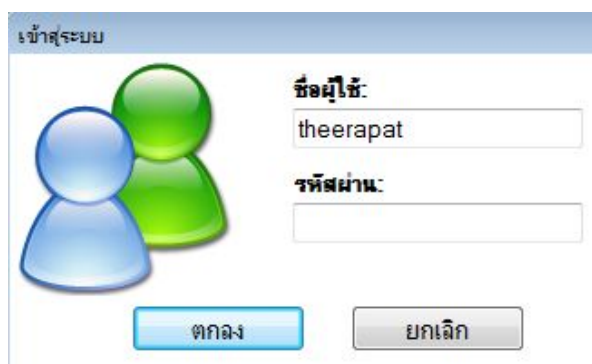 เข้าสู่ระบบ
ชื่อผู้ใช้:
theerapat
รหัสผ่าน:
ตกลง
ยกเลิก